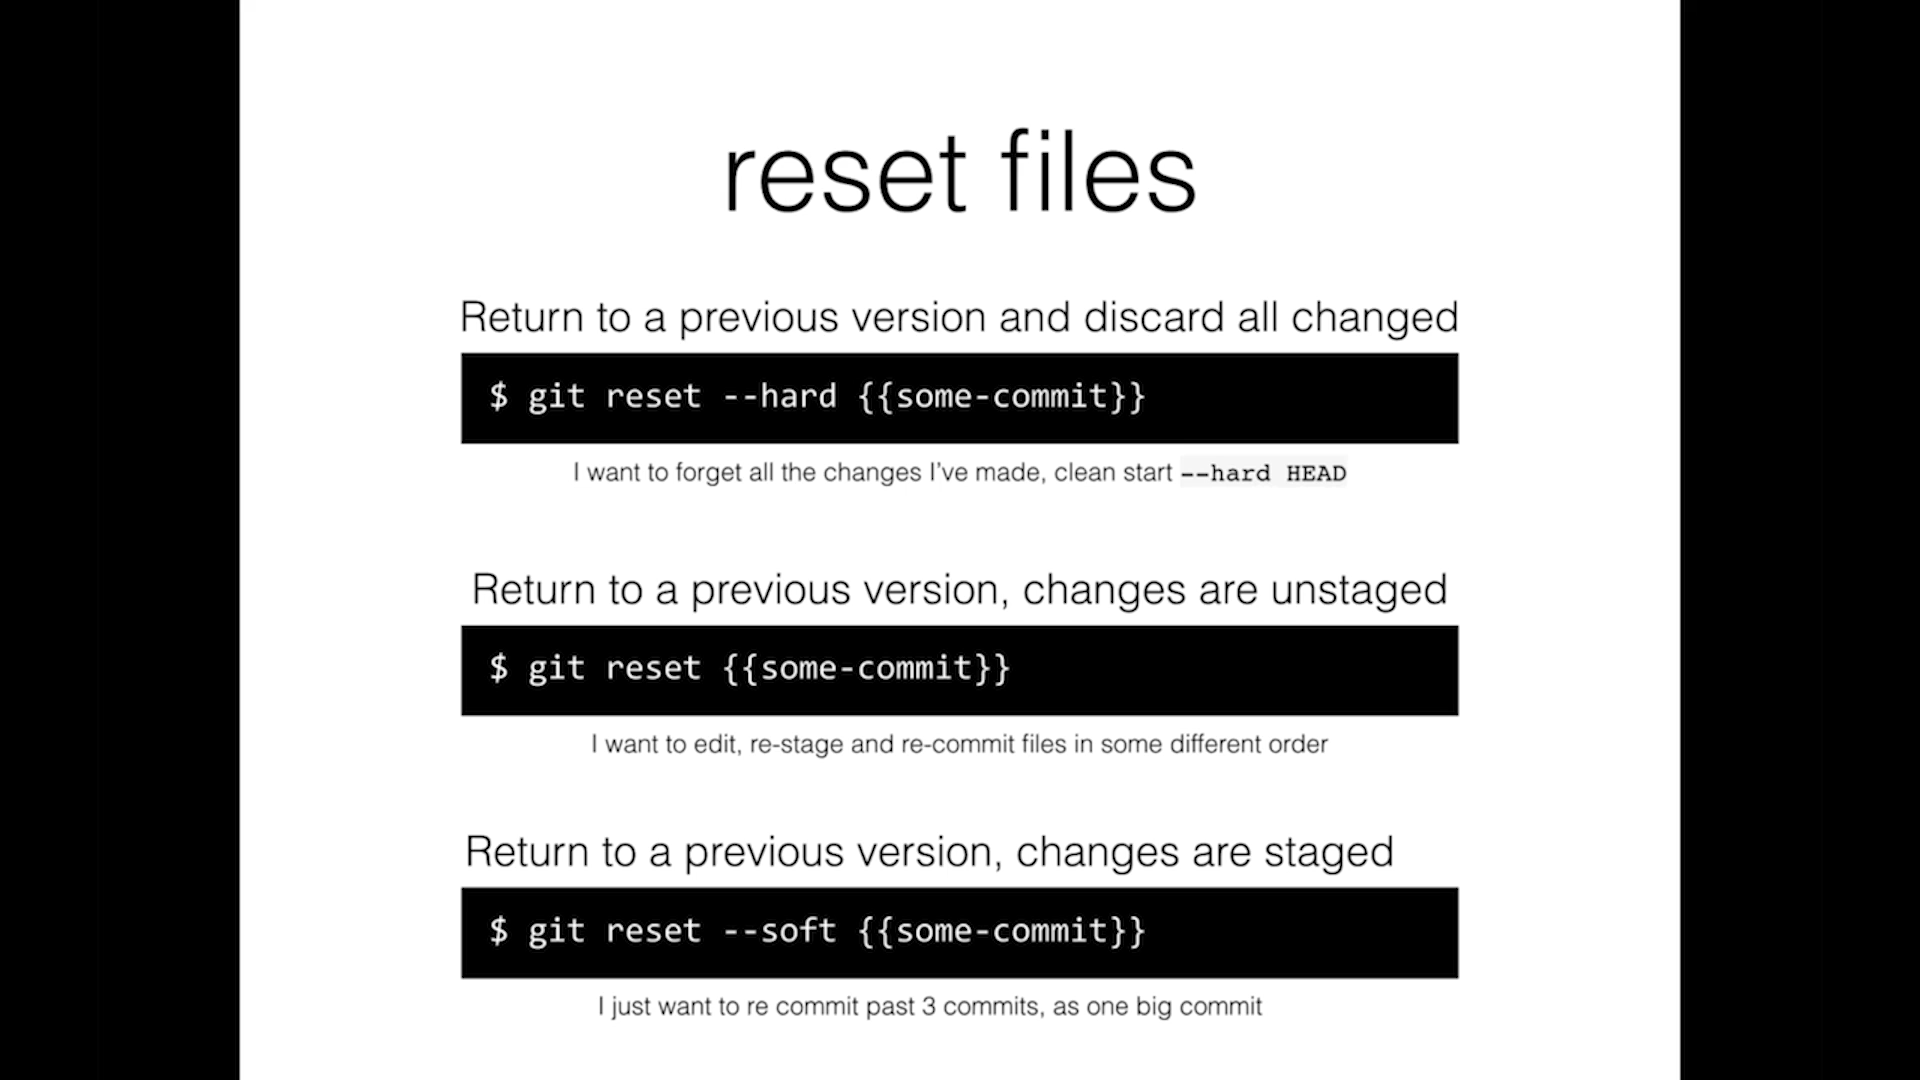 reset files
Return to a previous version and discard all changed
$ git reset --hard {{some-commit}}
I want to forget all the changes I've made, clean start --hard HEAD
Return to a previous version, changes are unstaged
$ git reset {{some-commit}}
I want to edit, re-stage and re-commit files in some different order
Return to a previous version, changes are staged
$ git reset --soft {{some-commit}}
I just want to re commit past 3 commits, as one big commit